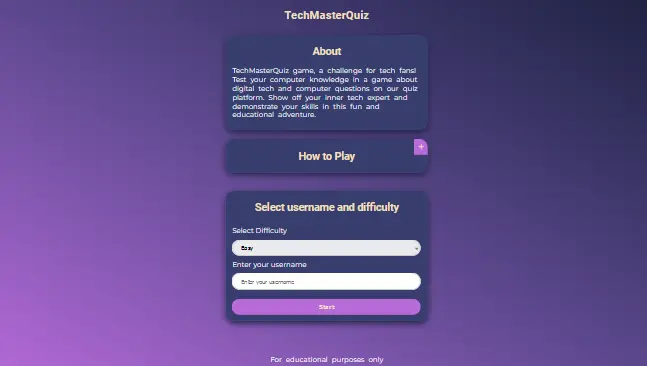 TechMasterQuiz
About
TechMasterQuiz game, a challenge for tech fans!
Test your computer knowledge in a game about
digital tech and computer questions on our quiz
platform. Show off your inner tech expert and
demonstrate your skills in this fun and
educational adventure.
+
How to Play
Select username and difficulty
Select Difficulty
Easy
Enter your username
Enter your username
Start
For educational purposes only